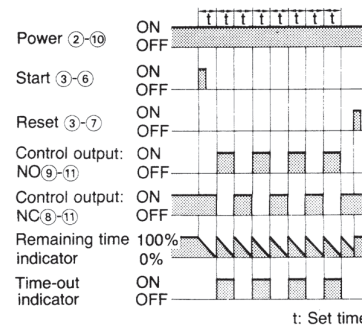 t t t t t t t t
Power ②-⑩ ON
OFF
Start ③-⑥ ON
OFF
Reset ③-⑦ ON
OFF
Control output: ON
NO⑨-⑪ OFF
Control output: ON
NC⑧-⑪ OFF
Remaining time 100%
indicator 0%
Time-out ON
indicator OFF
t: Set time